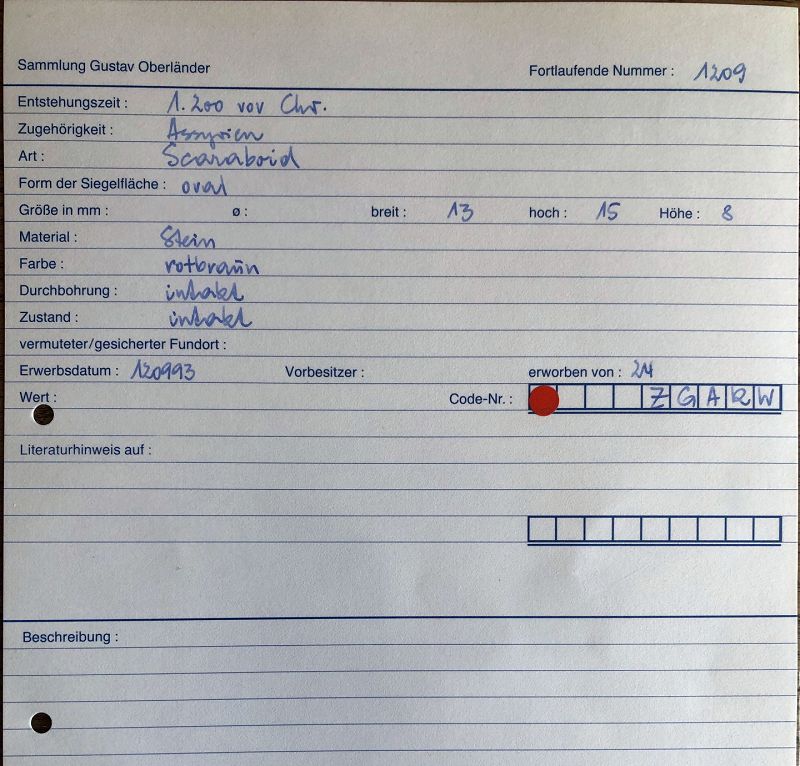 Sammlung Gustav Oberländer Fortlaufende Nummer : 1209
Entstehungszeit : 1.200 vor Chr.
Zugehörigkeit : Assyrien
Art : Scaraboid
Form der Siegelfläche : oval
Größe in mm : ø : breit : 13 hoch : 15 Höhe : 8
Material : Stein
Farbe : rotbraun
Durchbohrung : intakt
Zustand : intakt
vermuteter/gesicherter Fundort :
Erwerbsdatum : 120993 Vorbesitzer : erworben von :
Wert : Code-Nr. : Z G A R W
Literaturhinweis auf :
Beschreibung :